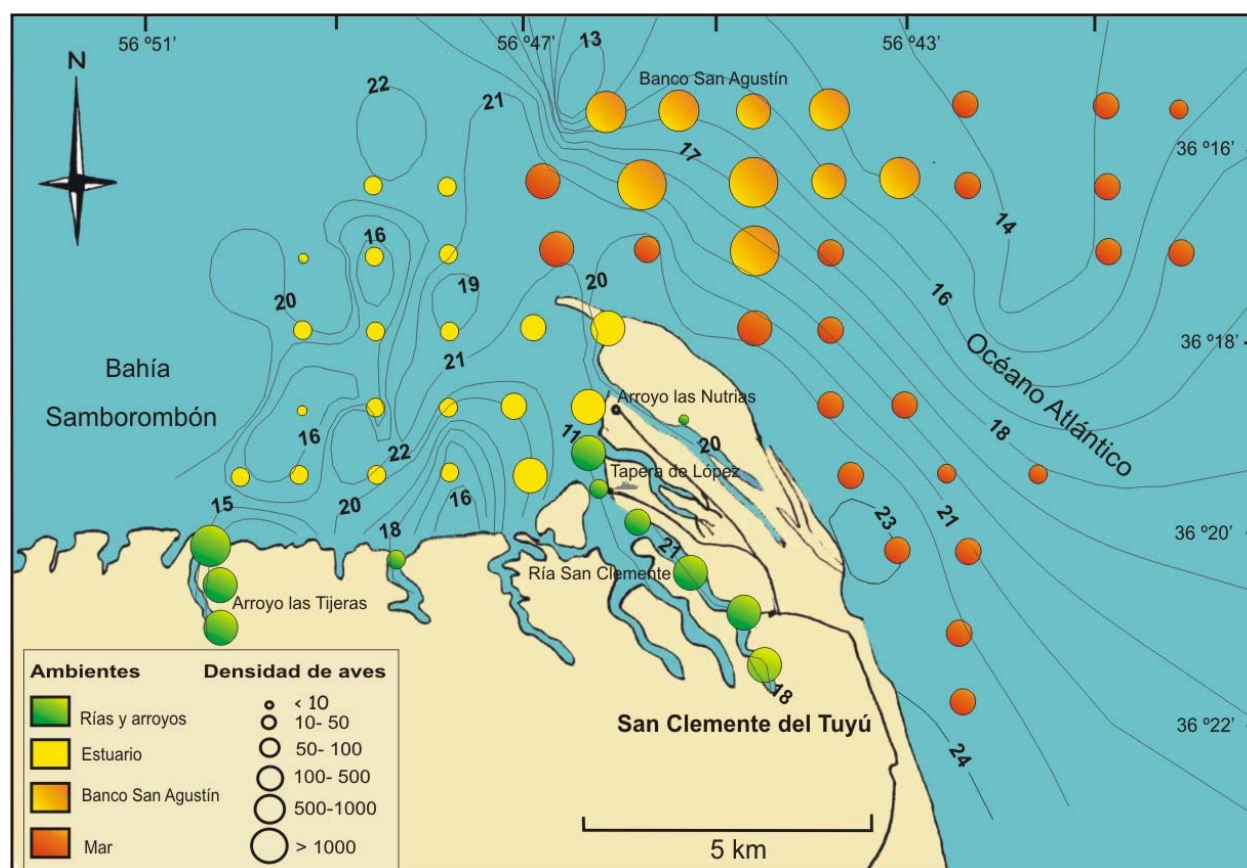 56 º51’
56 º47’
56 º43’
N
13
Banco San Agustín
22
21
36 º16’
17
14
16
19
20
20
16
36 º18’
Océano Atlántico
Bahía
Samborombón
21
Arroyo las Nutrias
16
11
20
18
22
Tapera de López
15
20
16
23
21
18
21
36 º20’
Ría San Clemente
Arroyo las Tijeras
18
San Clemente del Tuyú
24
36 º22’
Ambientes
Rías y arroyos
Estuario
Banco San Agustín
Mar
Densidad de aves
< 10
10- 50
50- 100
100- 500
500-1000
> 1000
5 km